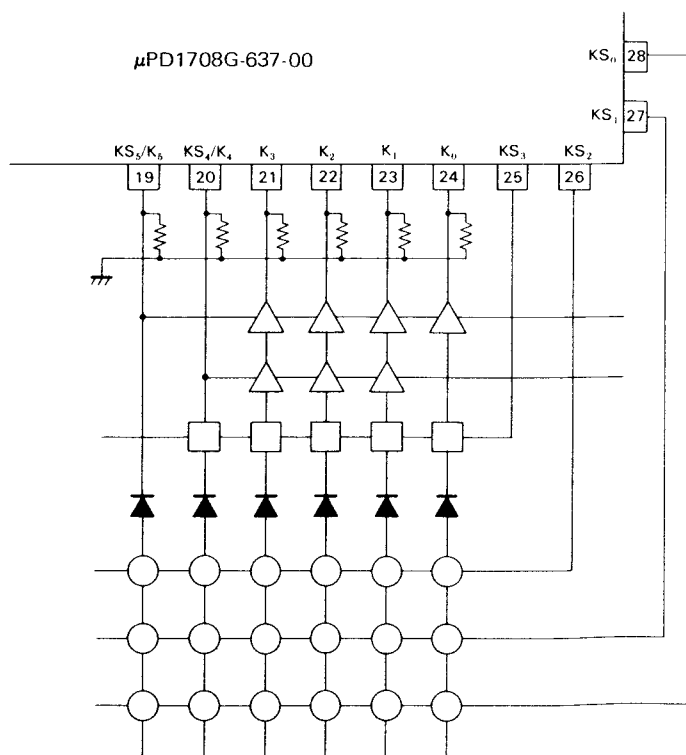 μPD1708G-637-00
KS₀ 28
KS₁ 27
KS₅/K₅ KS₄/K₄ K₃ K₂ K₁ K₀ KS₃ KS₂
19 20 21 22 23 24 25 26